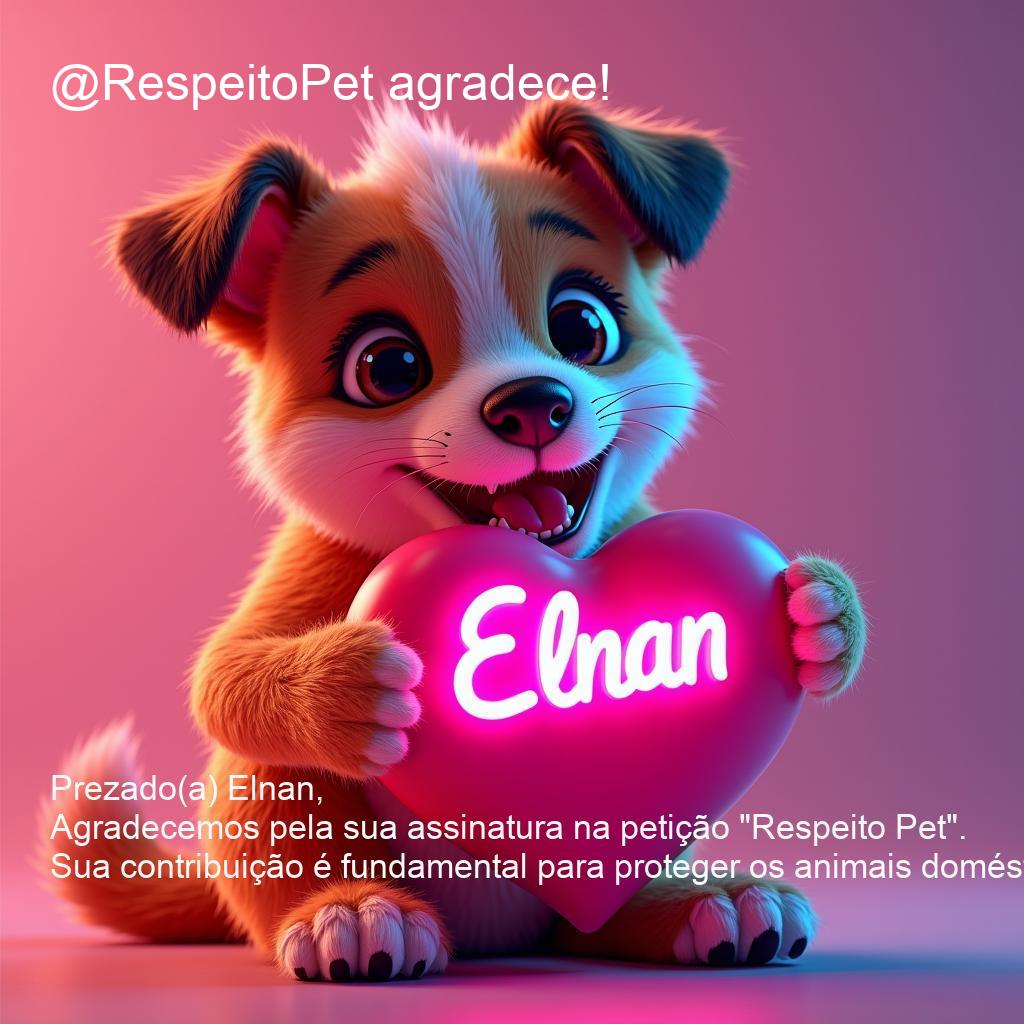 @RespeitoPet agradece!
Elnan
Prezado(a) Elnan,
Agradecemos pela sua assinatura na petição "Respeito Pet".
Sua contribuição é fundamental para proteger os animais domés